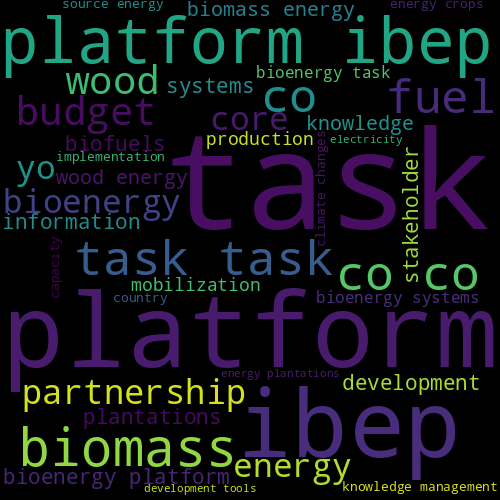 source energy
energy crops
biomass energy
platform ibep
bioenergy task
wood
systems
co
fuel
budget
core
knowledge
production
electricity
biofuels
implementation
task
climate changes
stakeholder
yo
wood energy
bioenergy
information
task task
capacity
co co
mobilization
country
bioenergy systems
platform
energy plantations
development
partnership
ibep
plantations
biomass
energy
bioenergy platform
development tools
knowledge management